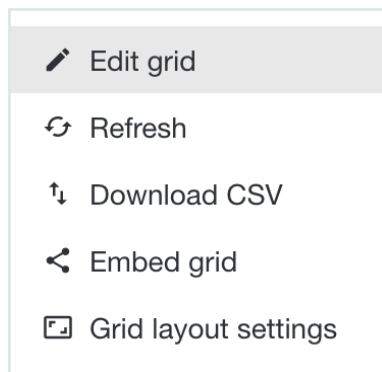 Edit grid
Refresh
Download CSV
Embed grid
Grid layout settings